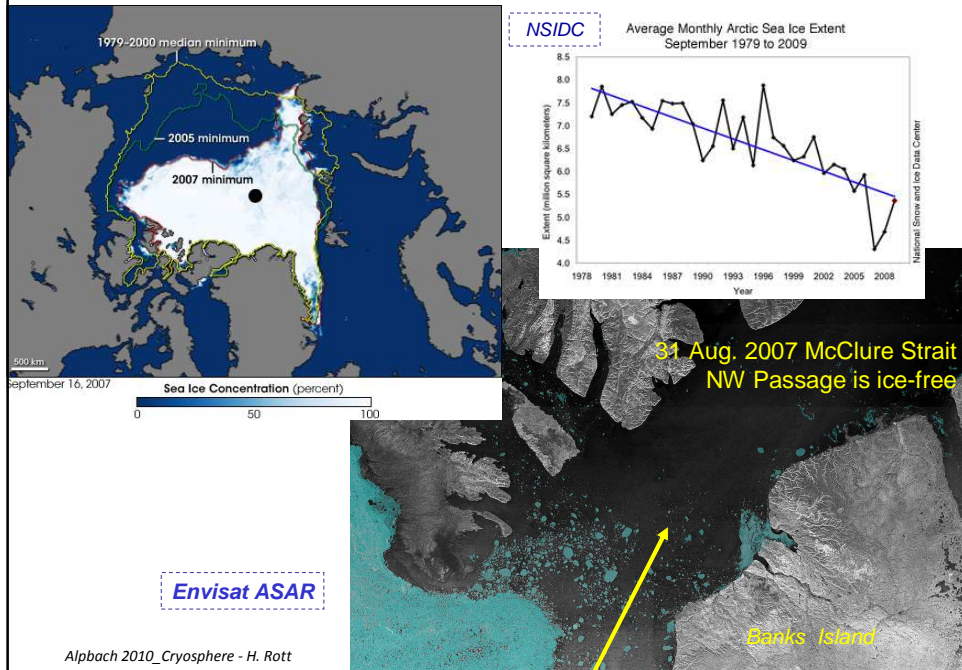 1979–2000 median minimum
2005 minimum
2007 minimum
500 km
September 16, 2007
Sea Ice Concentration (percent)
0 50 100
NSIDC
Average Monthly Arctic Sea Ice Extent
September 1979 to 2009
Extent (million square kilometers)
8.5
8.0
7.5
7.0
6.5
6.0
5.5
5.0
4.5
4.0
1978 1981 1984 1987 1990 1993 1996 1999 2002 2005 2008
Year
National Snow and Ice Data Center
31 Aug. 2007 McClure Strait
NW Passage is ice-free
Banks Island
Envisat ASAR
Alpbach 2010_Cryosphere - H. Rott